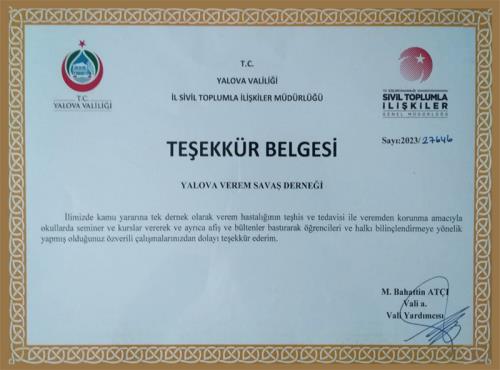 T.C.
YALOVA VALİLİĞİ
T.C.
YALOVA VALİLİĞİ
İL SİVİL TOPLUMLA İLİŞKİLER MÜDÜRLÜĞÜ
SİVİL TOPLUMLA
İLİŞKİLER
GENEL MÜDÜRLÜĞÜ
Sayı:2023/27646
TEŞEKKÜR BELGESİ
YALOVA VEREM SAVAŞ DERNEĞİ
İlimizde kamu yararına tek dernek olarak verem hastalığının teşhis ve tedavisi ile veremden korunma amacıyla
okullarda seminer ve kurslar vererek ve ayrıca afiş ve bültenler bastırarak öğrencileri ve halkı bilinçlendirmeye yönelik
yapmış olduğunuz özverili çalışmalarınızdan dolayı teşekkür ederim.
M. Bahattin ATÇI
Vali a.
Vali Yardımcısı